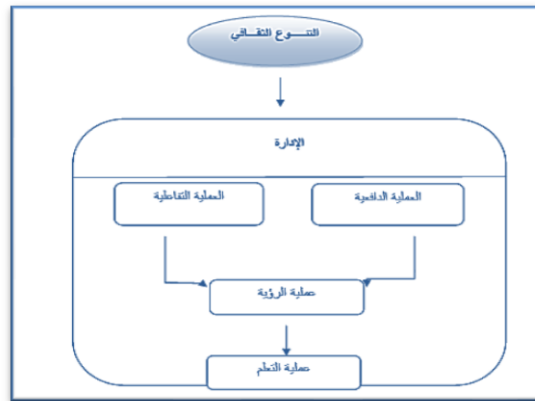 التنـــوع الثقـــافي
الإدارة
العملية الدافعية
العملية التفاعلية
عملية الرؤية
عملية التعلم